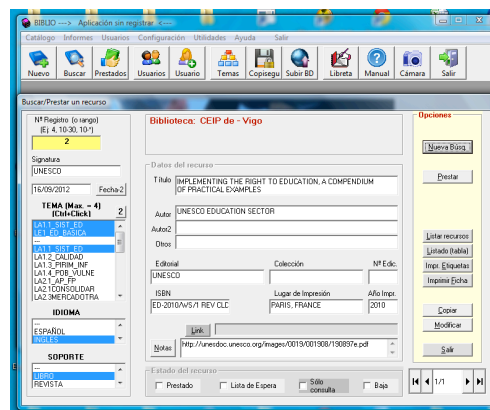 BIBLIO ---> Aplicación sin registrar. <---
Catálogo Informes Usuarios Configuración Utilidades Ayuda Salir
Nuevo Buscar Prestados Usuarios Usuario Temas Copisegu Subir BD Libreta Manual Cámara Salir
Buscar/Prestar un recurso
Nº Registro (o rango)
(Ej. 4, 10-30, 10-*)
2
Signatura
UNESCO
16/09/2012 Fecha-2
TEMA (Max. = 4)
(Ctrl+Click) 2
LA1.1_SIST_ED
LE1_ED_BASICA
...
LA1.1_SIST_ED
LA1.2_CALIDAD
LA1.3_PIRIM_INF
LA1.4_POB_VULNE
LA2.1_AP_FP
LA2.1CONSOLIDAR
LA2.3MERCADOTRA
IDIOMA
...
ESPAÑOL
INGLES
SOPORTE
...
LIBRO
REVISTA
Biblioteca: CEIP de - Vigo
Datos del recurso
Título IMPLEMENTING THE RIGHT TO EDUCATION, A COMPENDIUM
OF PRACTICAL EXAMPLES
Autor UNESCO EDUCATION SECTOR
Autor2
Otros
Editorial Colección Nº Edic.
UNESCO
ISBN Lugar de Impresión Año Impr.
ED-2010/WS/1 REV CLD PARIS, FRANCE 2010
Link
Notas http://unesdoc.unesco.org/images/0019/001908/190897e.pdf
Estado del recurso
Prestado Lista de Espera Sólo consulta Baja
Opciones
Nueva Búsq.
Prestar
Listar recursos
Listado (tabla)
Impr. Etiquetas
Imprimir Ficha
Copiar
Modificar
Salir
1/1